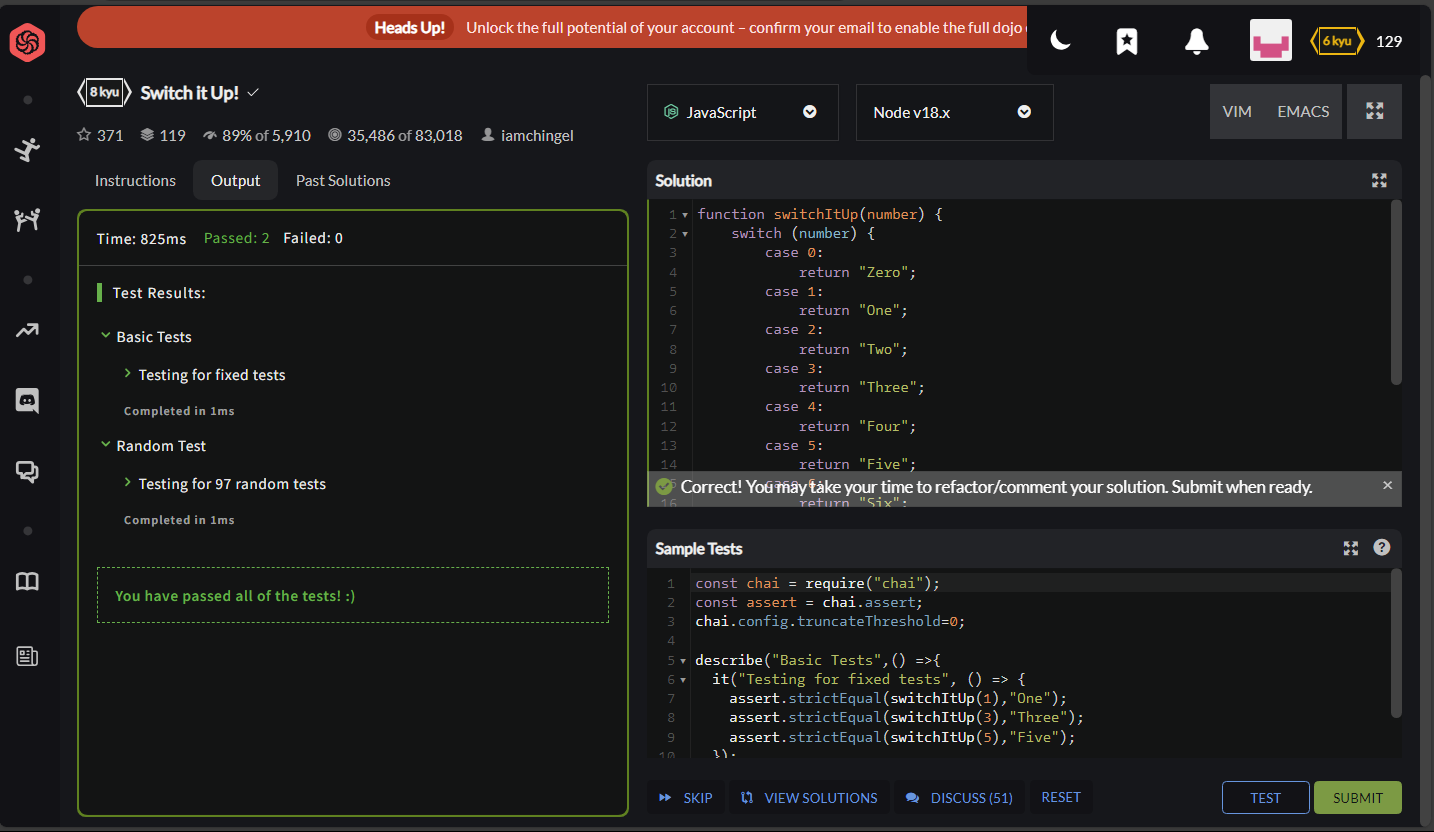 Heads Up! Unlock the full potential of your account – confirm your email to enable the full dojo
6 kyu 129
8 kyu Switch it Up!
371 119 89% of 5,910 35,486 of 83,018 iamchingel
Instructions Output Past Solutions
Time: 825ms Passed: 2 Failed: 0
Test Results:
Basic Tests
Testing for fixed tests
Completed in 1ms
Random Test
Testing for 97 random tests
Completed in 1ms
You have passed all of the tests! :)
JavaScript Node v18.x VIM EMACS
Solution
1 function switchItUp(number) {
2 switch (number) {
3 case 0:
4 return "Zero";
5 case 1:
6 return "One";
7 case 2:
8 return "Two";
9 case 3:
10 return "Three";
11 case 4:
12 return "Four";
13 case 5:
14 return "Five";
Correct! You may take your time to refactor/comment your solution. Submit when ready.
16 return "Six";
Sample Tests
1 const chai = require("chai");
2 const assert = chai.assert;
3 chai.config.truncateThreshold=0;
4
5 describe("Basic Tests",() =>{
6 it("Testing for fixed tests", () => {
7 assert.strictEqual(switchItUp(1),"One");
8 assert.strictEqual(switchItUp(3),"Three");
9 assert.strictEqual(switchItUp(5),"Five");
10 });
SKIP VIEW SOLUTIONS DISCUSS (51) RESET TEST SUBMIT